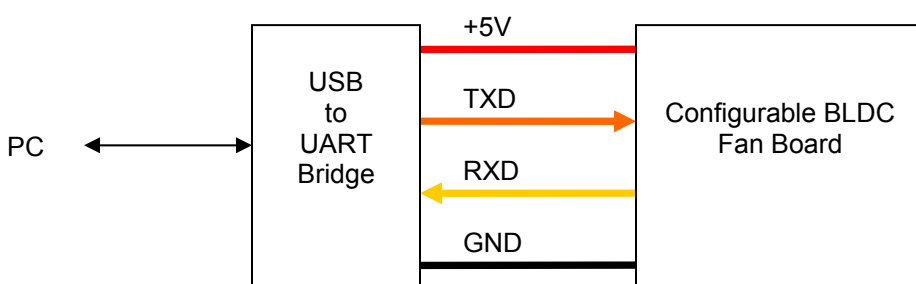 PC
USB
to
UART
Bridge
+5V
TXD
RXD
GND
Configurable BLDC
Fan Board